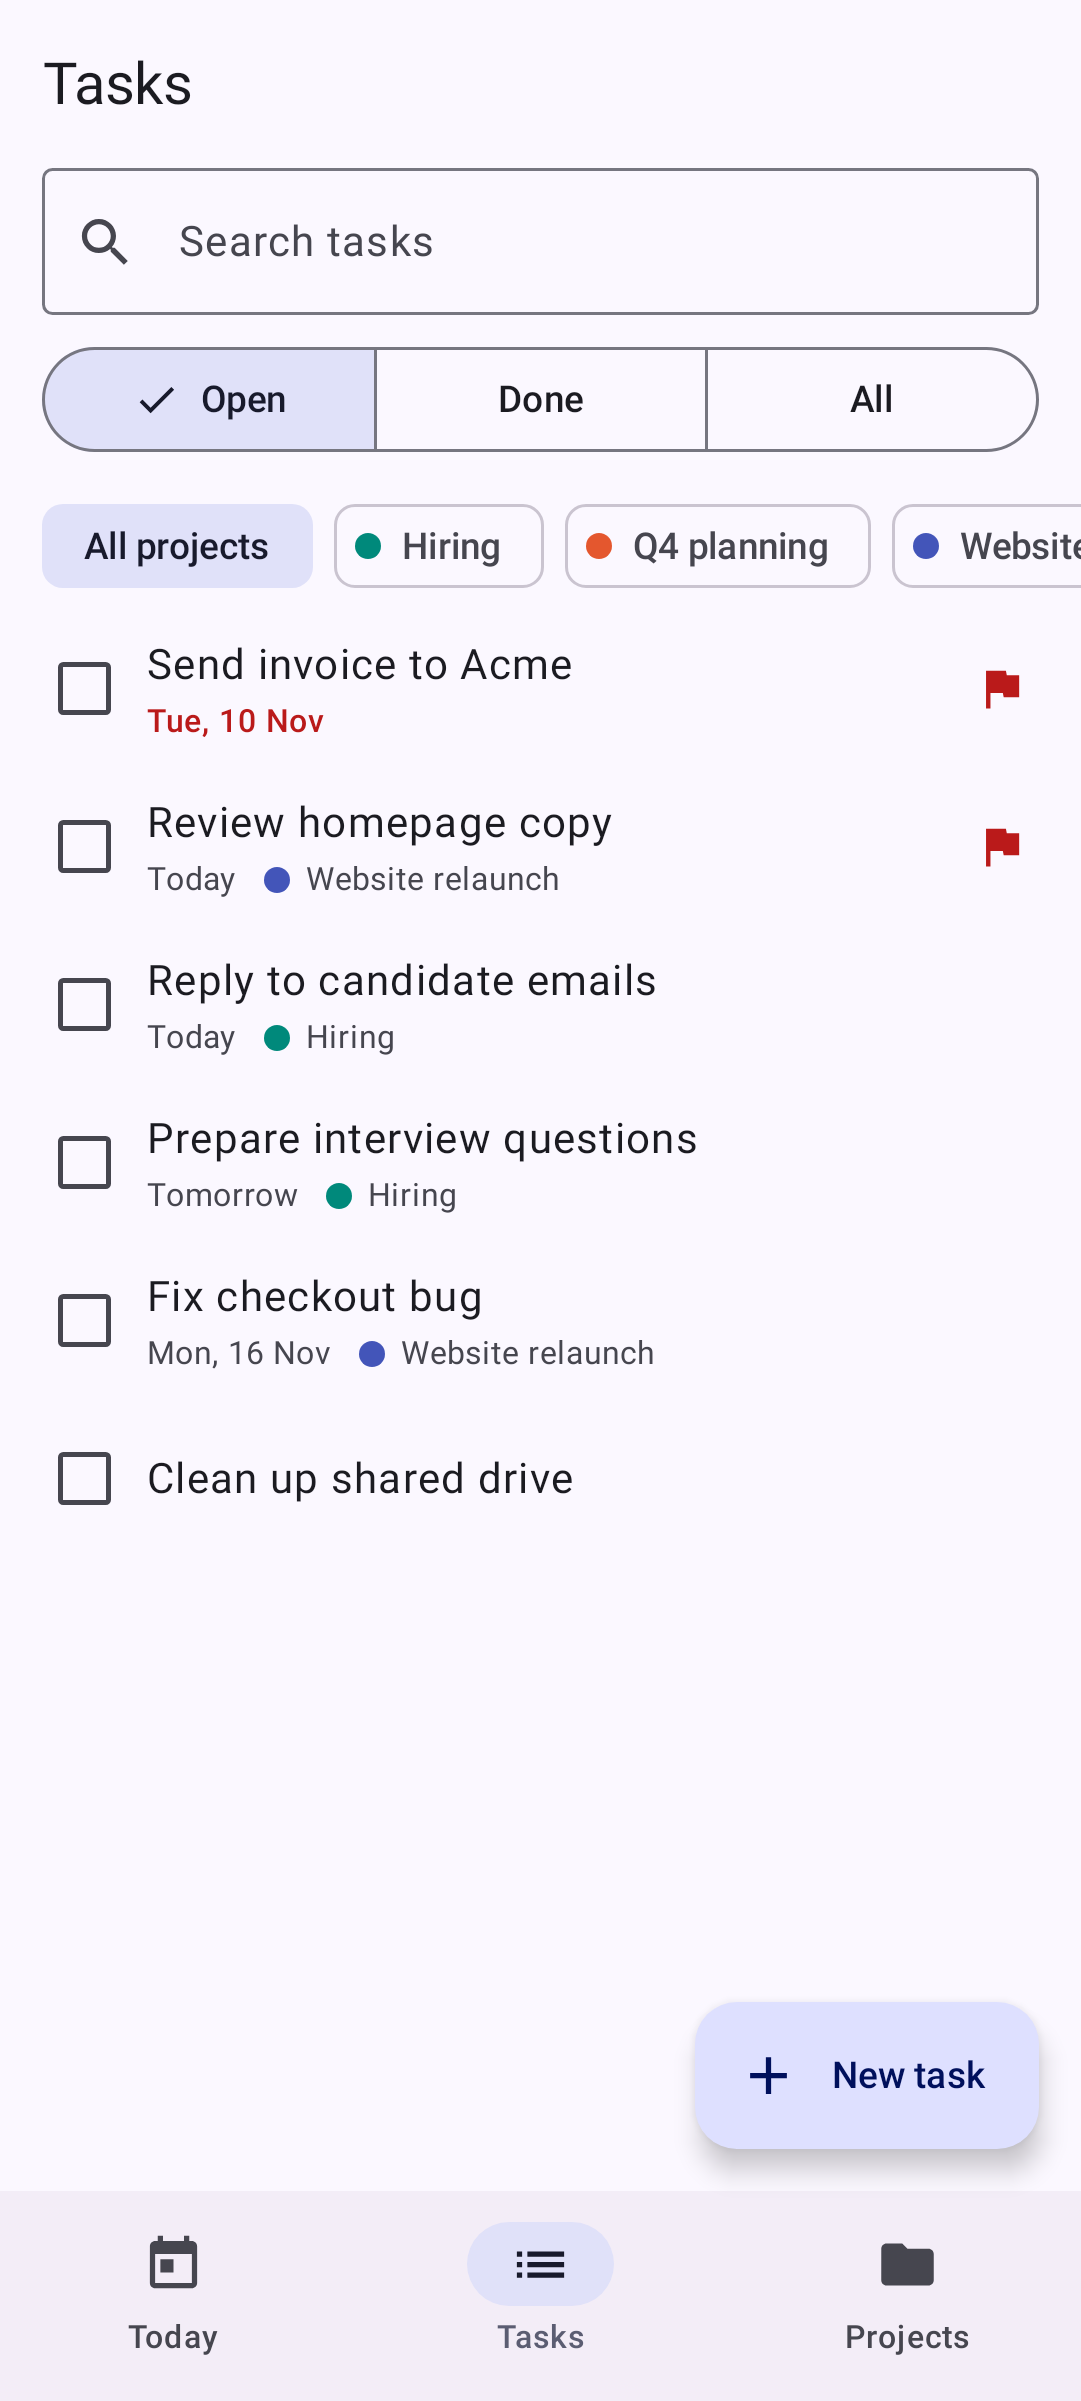 Tasks
Search tasks
Open Done All
All projects Hiring Q4 planning Website
Send invoice to Acme
Tue, 10 Nov
Review homepage copy
Today Website relaunch
Reply to candidate emails
Today Hiring
Prepare interview questions
Tomorrow Hiring
Fix checkout bug
Mon, 16 Nov Website relaunch
Clean up shared drive
New task
Today Tasks Projects